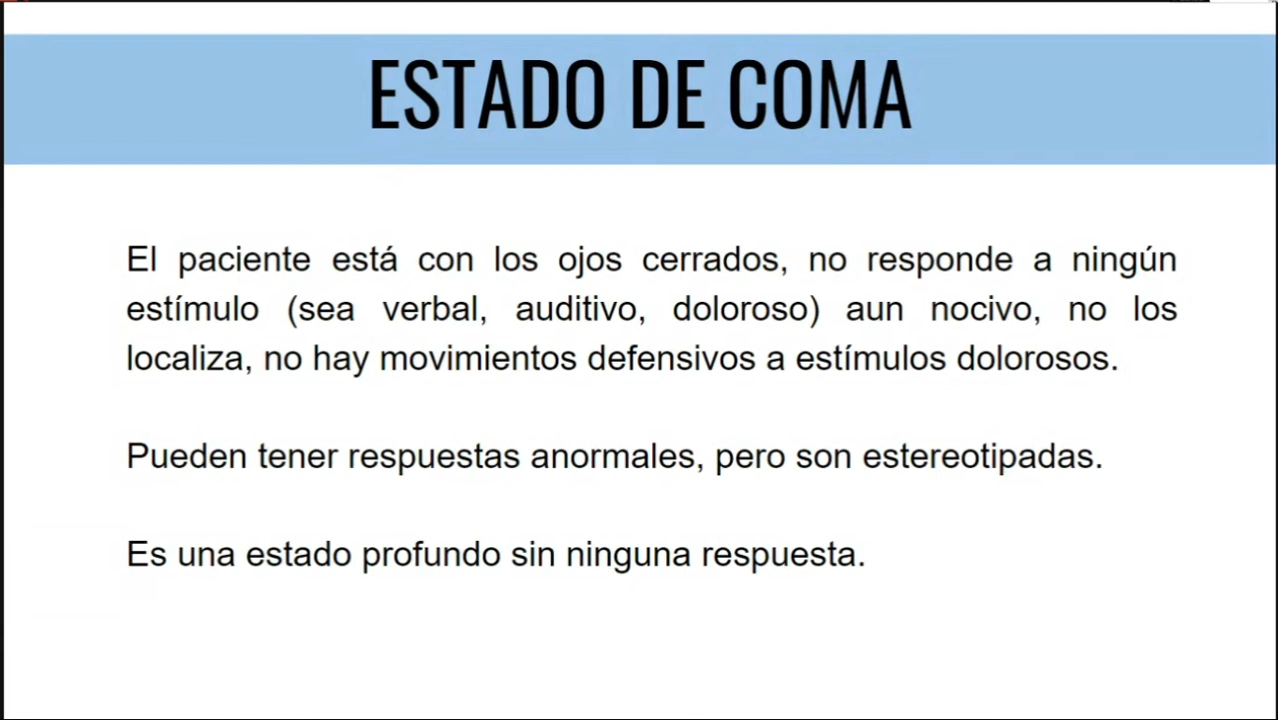 ESTADO DE COMA
El paciente está con los ojos cerrados, no responde a ningún
estímulo (sea verbal, auditivo, doloroso) aun nocivo, no los
localiza, no hay movimientos defensivos a estímulos dolorosos.
Pueden tener respuestas anormales, pero son estereotipadas.
Es una estado profundo sin ninguna respuesta.